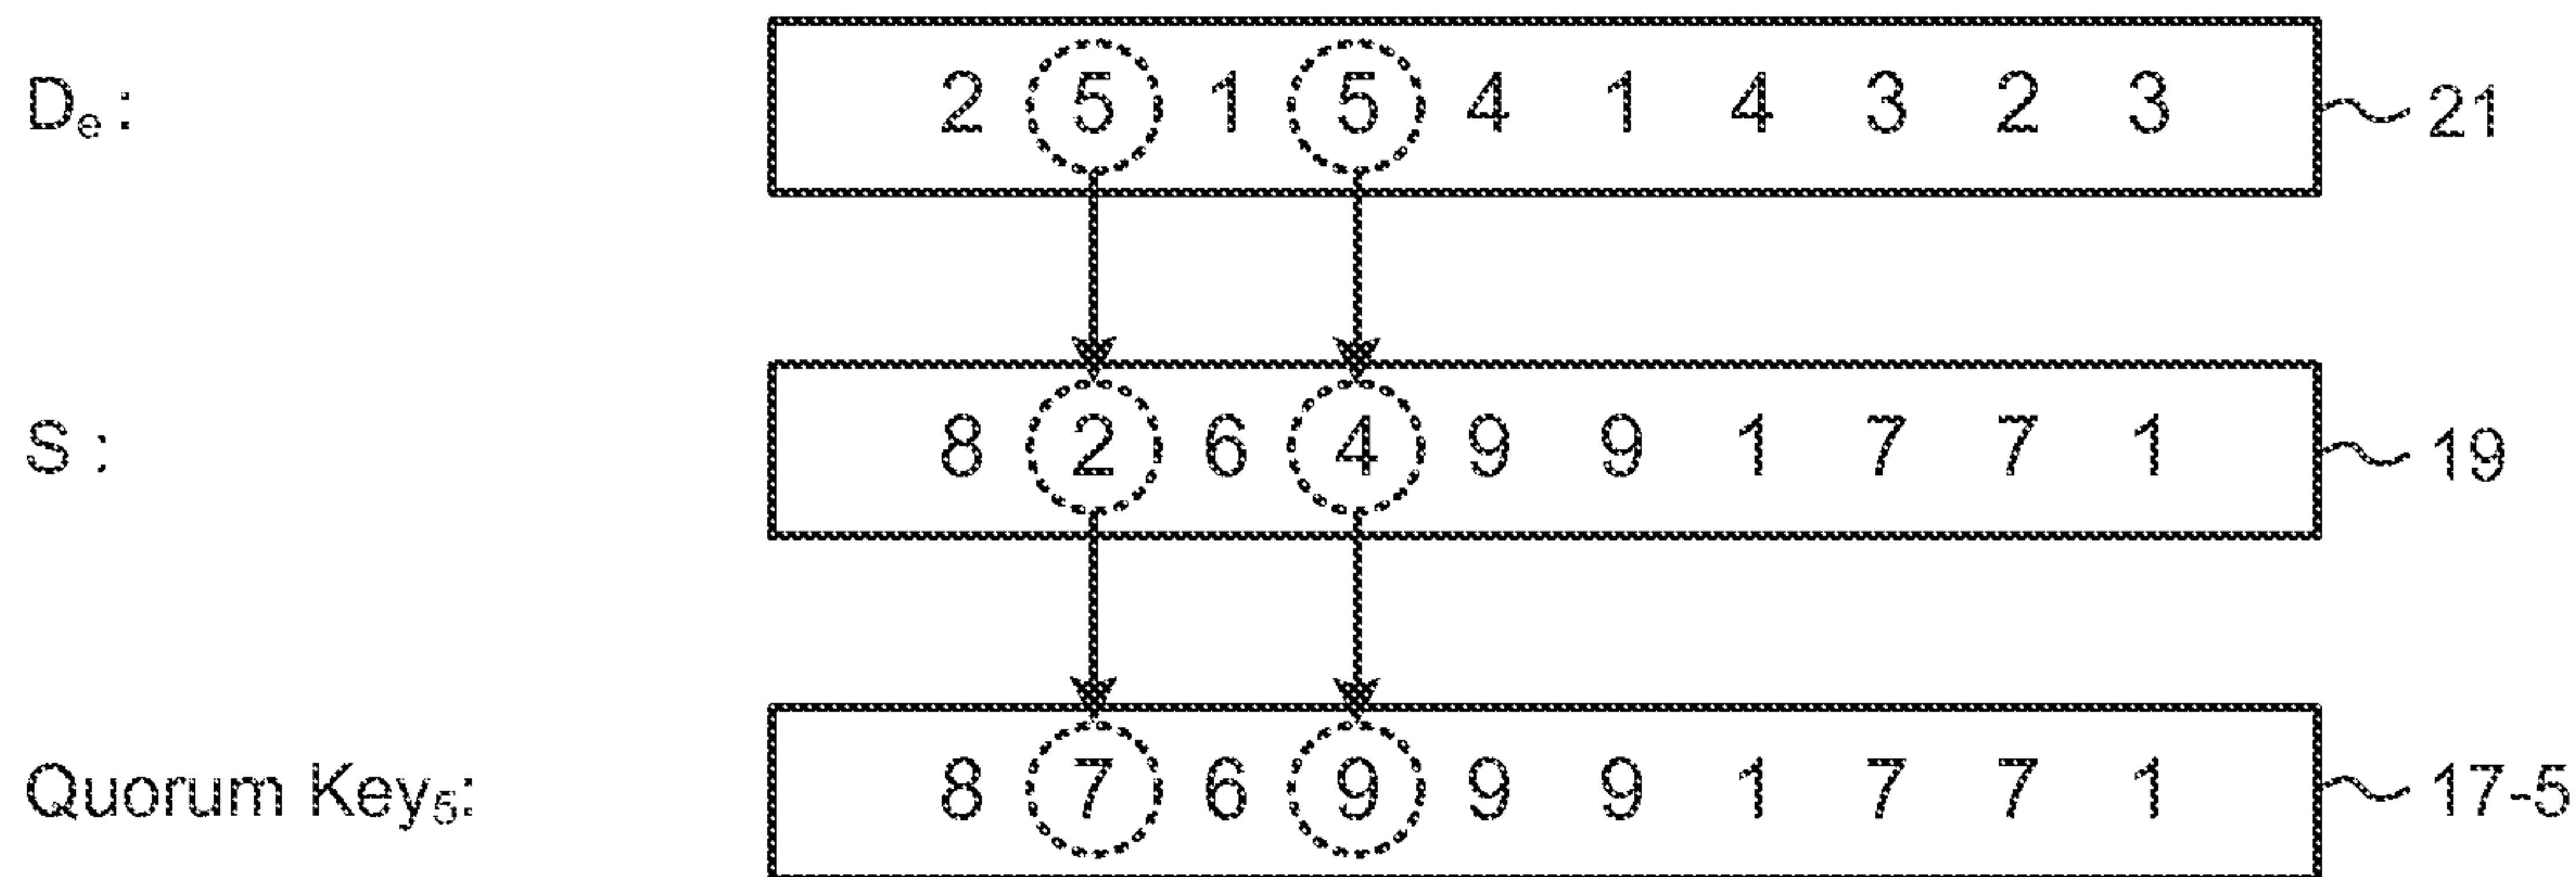 Dₑ : 2 5 1 5 4 1 4 3 2 3 21
S : 8 2 6 4 9 9 1 7 7 1 19
Quorum Key₅: 8 7 6 9 9 9 1 7 7 1 17-5